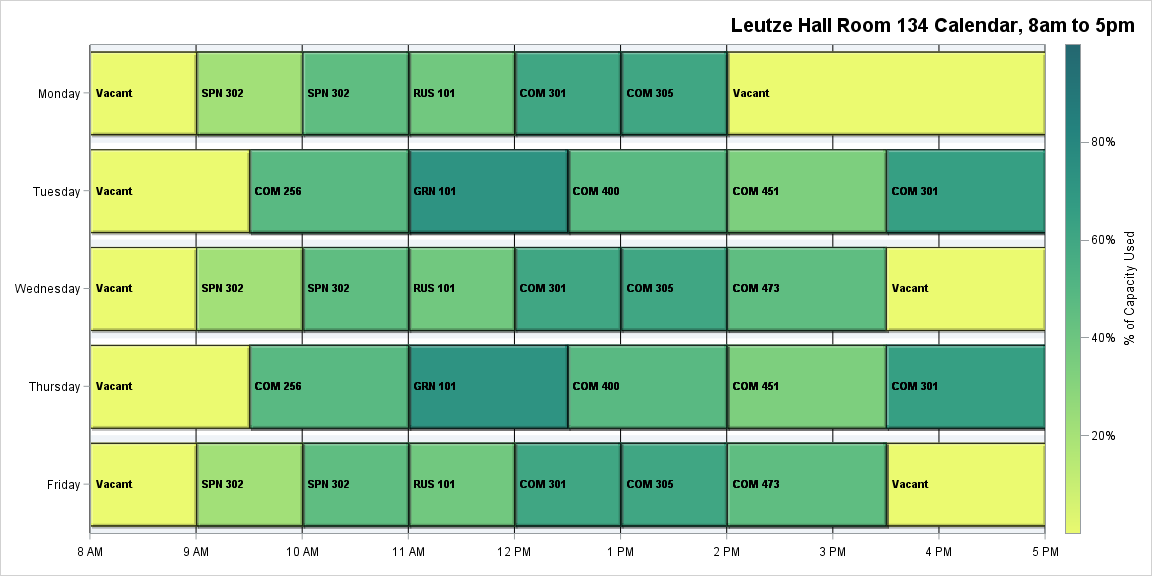 Leutze Hall Room 134 Calendar, 8am to 5pm
Monday
Vacant
SPN 302
SPN 302
RUS 101
COM 301
COM 305
Vacant
Tuesday
Vacant
COM 256
GRN 101
COM 400
COM 451
COM 301
Wednesday
Vacant
SPN 302
SPN 302
RUS 101
COM 301
COM 305
COM 473
Vacant
Thursday
Vacant
COM 256
GRN 101
COM 400
COM 451
COM 301
Friday
Vacant
SPN 302
SPN 302
RUS 101
COM 301
COM 305
COM 473
Vacant
8 AM
9 AM
10 AM
11 AM
12 PM
1 PM
2 PM
3 PM
4 PM
5 PM
80%
60%
40%
20%
% of Capacity Used